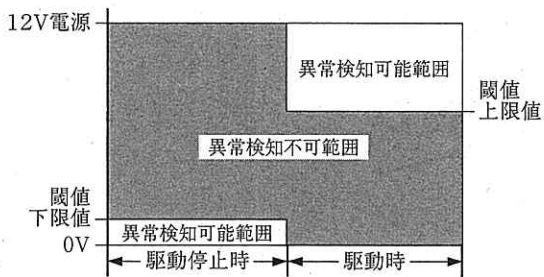 12V電源
異常検知可能範囲
閾値
上限値
異常検知不可範囲
閾値
下限値
異常検知可能範囲
0V
駆動停止時
駆動時